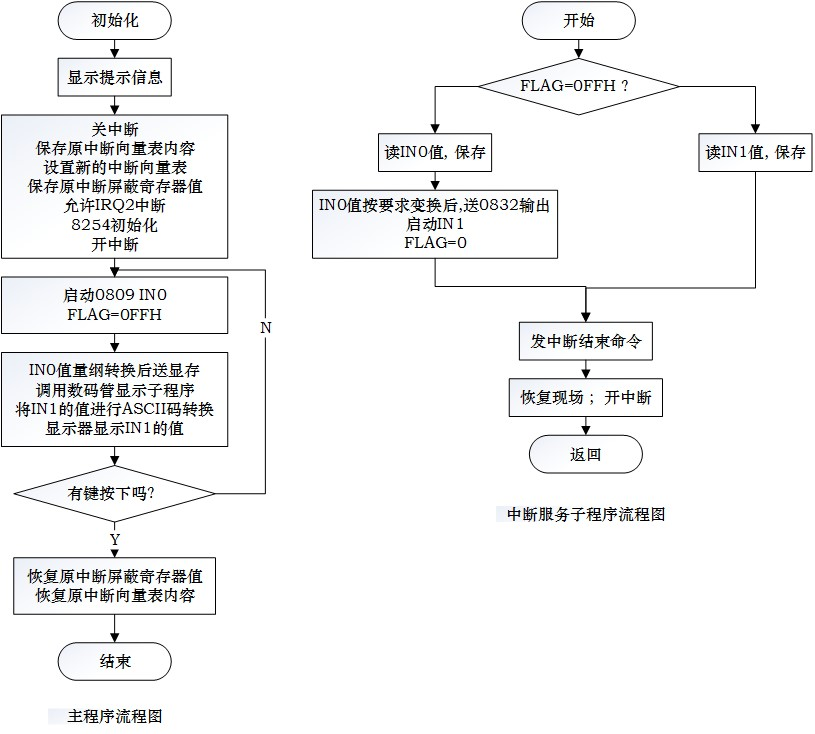 初始化
显示提示信息
关中断
保存原中断向量表内容
设置新的中断向量表
保存原中断屏蔽寄存器值
允许IRQ2中断
8254初始化
开中断
启动0809 IN0
FLAG=0FFH
IN0值量纲转换后送显存
调用数码管显示子程序
将IN1的值进行ASCII码转换
显示器显示IN1的值
有键按下吗?
N
Y
恢复原中断屏蔽寄存器值
恢复原中断向量表内容
结束
主程序流程图
开始
FLAG=0FFH ?
读IN0值, 保存
读IN1值, 保存
IN0值按要求变换后,送0832输出
启动IN1
FLAG=0
发中断结束命令
恢复现场 ; 开中断
返回
中断服务子程序流程图